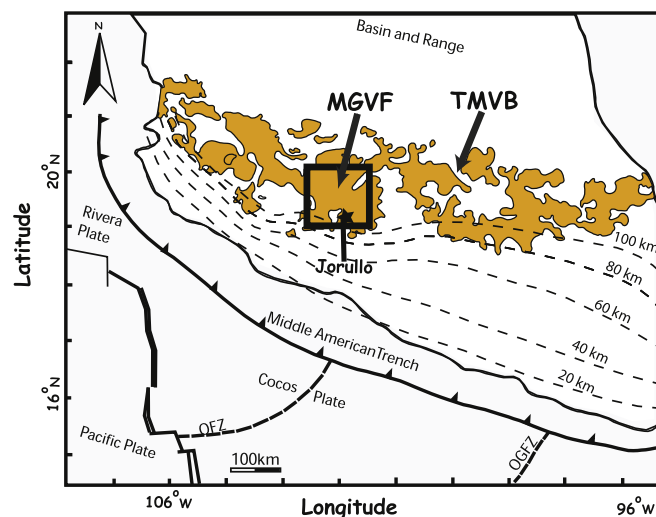 N
Basin and Range
MGVF
TMVB
20°N
Latitude
Rivera
Plate
100 km
80 km
Jorullo
60 km
Middle American Trench
40 km
20 km
Cocos Plate
16°N
OFZ
Pacific Plate
OGFZ
100km
106°W
Longitude
96°W